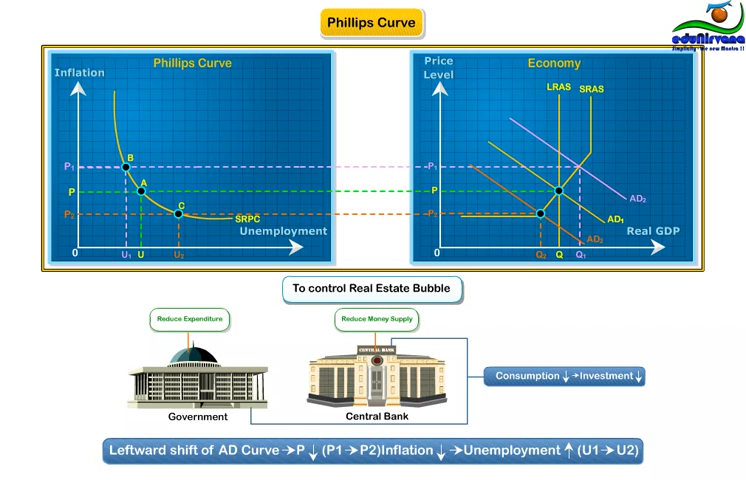 Phillips Curve
eduNirvana
Simplicity - the new Mantra !!
Inflation
Phillips Curve
B
P₁
A
P
C
P₂
SRPC
Unemployment
0
U₁
U
U₂
Price
Level
Economy
LRAS
SRAS
P₁
AD₂
P
AD₁
P₂
AD₂
Real GDP
0
Q₂
Q
Q₁
To control Real Estate Bubble
Reduce Expenditure
Reduce Money Supply
CENTRAL BANK
Consumption ↓ → Investment ↓
Government
Central Bank
Leftward shift of AD Curve → P ↓ (P1 → P2)Inflation ↓ → Unemployment ↑ (U1 → U2)